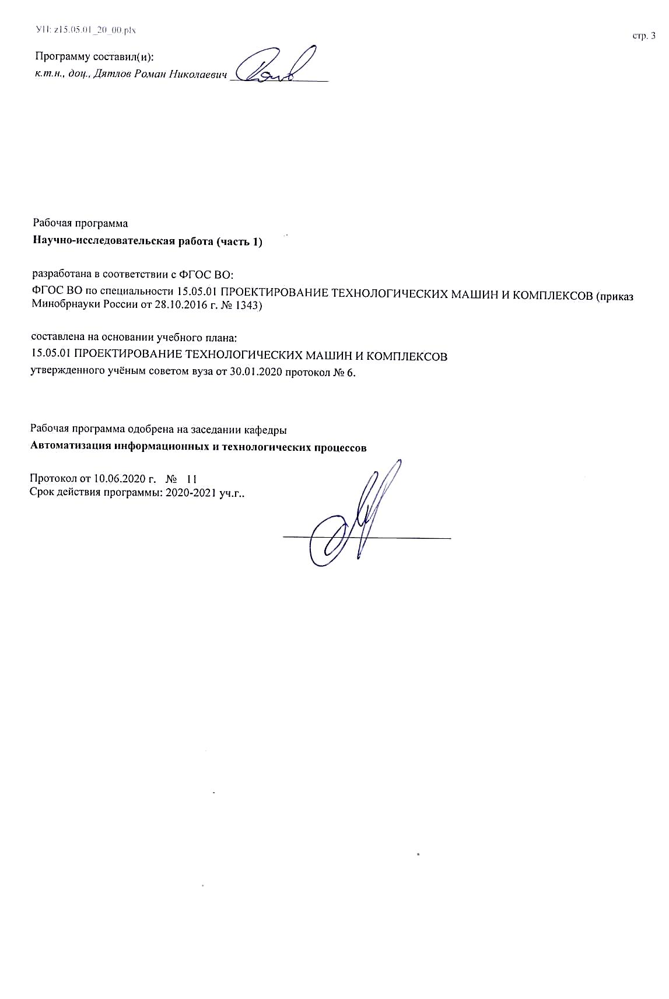 УП: z15.05.01_20_00.plx
стр. 3
Программу составил(и):
к.т.н., доц., Дятлов Роман Николаевич
Рабочая программа
Научно-исследовательская работа (часть 1)
разработана в соответствии с ФГОС ВО:
ФГОС ВО по специальности 15.05.01 ПРОЕКТИРОВАНИЕ ТЕХНОЛОГИЧЕСКИХ МАШИН И КОМПЛЕКСОВ (приказ
Минобрнауки России от 28.10.2016 г. № 1343)
составлена на основании учебного плана:
15.05.01 ПРОЕКТИРОВАНИЕ ТЕХНОЛОГИЧЕСКИХ МАШИН И КОМПЛЕКСОВ
утвержденного учёным советом вуза от 30.01.2020 протокол № 6.
Рабочая программа одобрена на заседании кафедры
Автоматизация информационных и технологических процессов
Протокол от 10.06.2020 г. № 11
Срок действия программы: 2020-2021 уч.г..